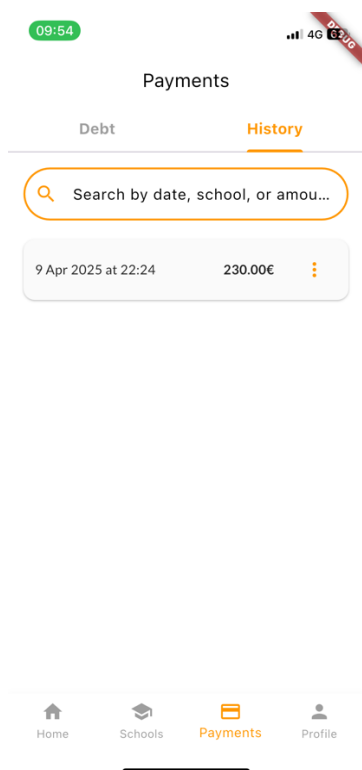 09:54
4G
DEBUG
Payments
Debt History
Search by date, school, or amou...
9 Apr 2025 at 22:24 230.00€
Home Schools Payments Profile